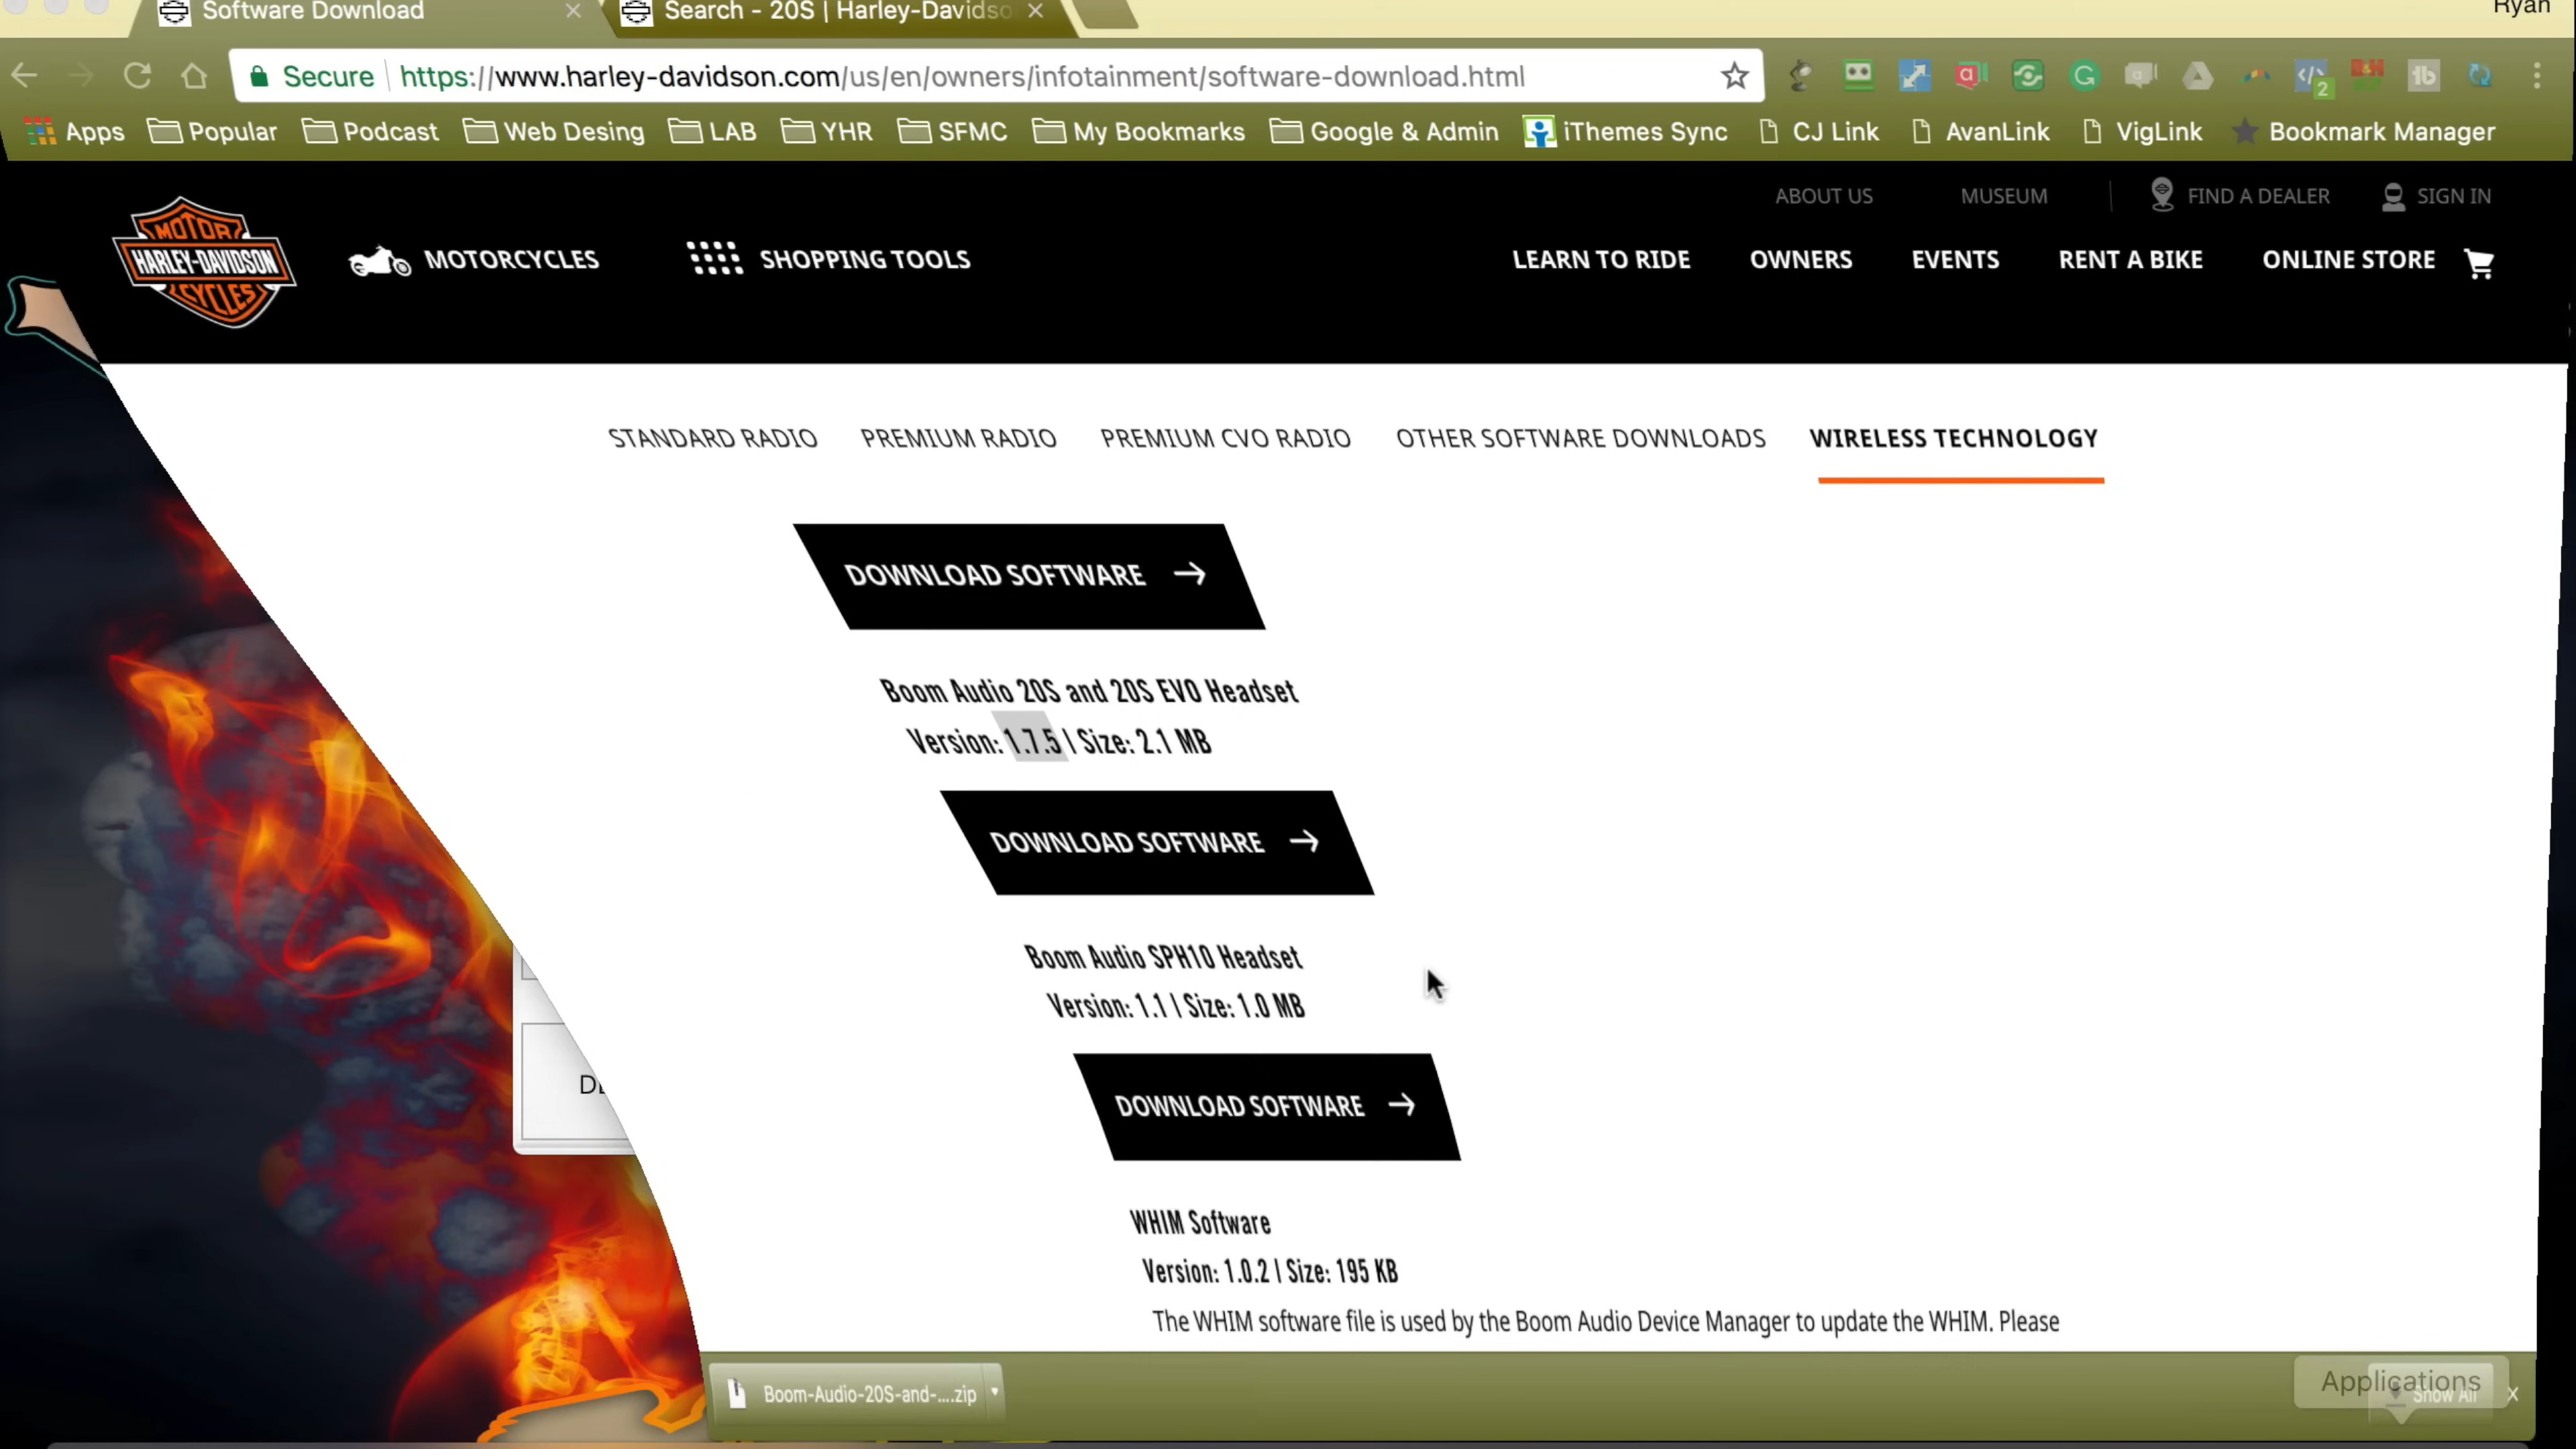 Software Download
Search - 20S | Harley-Davidso
Ryan
Secure https://www.harley-davidson.com/us/en/owners/infotainment/software-download.html
Apps Popular Podcast Web Desing LAB YHR SFMC My Bookmarks Google & Admin iThemes Sync CJ Link AvanLink VigLink Bookmark Manager
ABOUT US MUSEUM FIND A DEALER SIGN IN
MOTOR
HARLEY-DAVIDSON
CYCLES
MOTORCYCLES SHOPPING TOOLS LEARN TO RIDE OWNERS EVENTS RENT A BIKE ONLINE STORE
STANDARD RADIO PREMIUM RADIO PREMIUM CVO RADIO OTHER SOFTWARE DOWNLOADS WIRELESS TECHNOLOGY
DOWNLOAD SOFTWARE →
Boom Audio 20S and 20S EVO Headset
Version: 1.7.5 | Size: 2.1 MB
DOWNLOAD SOFTWARE →
Boom Audio SPH10 Headset
Version: 1.1 | Size: 1.0 MB
DOWNLOAD SOFTWARE →
WHIM Software
Version: 1.0.2 | Size: 195 KB
The WHIM software file is used by the Boom Audio Device Manager to update the WHIM. Please
Boom-Audio-20S-and-....zip
Applications
Show All